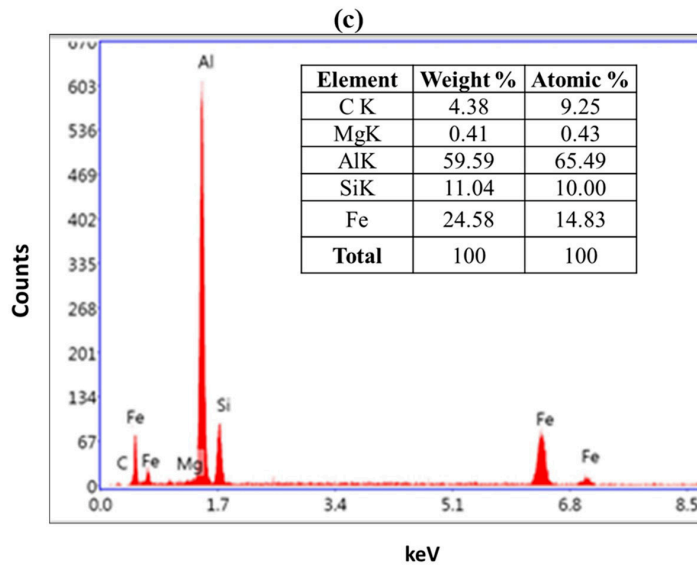 (c)
670
603
536
469
402
335
268
201
134
67
0
Counts
Al
Fe
C
Fe
Mg
Si
Fe
Fe
Element Weight % Atomic %
C K 4.38 9.25
MgK 0.41 0.43
AlK 59.59 65.49
SiK 11.04 10.00
Fe 24.58 14.83
Total 100 100
0.0 1.7 3.4 5.1 6.8 8.5
keV